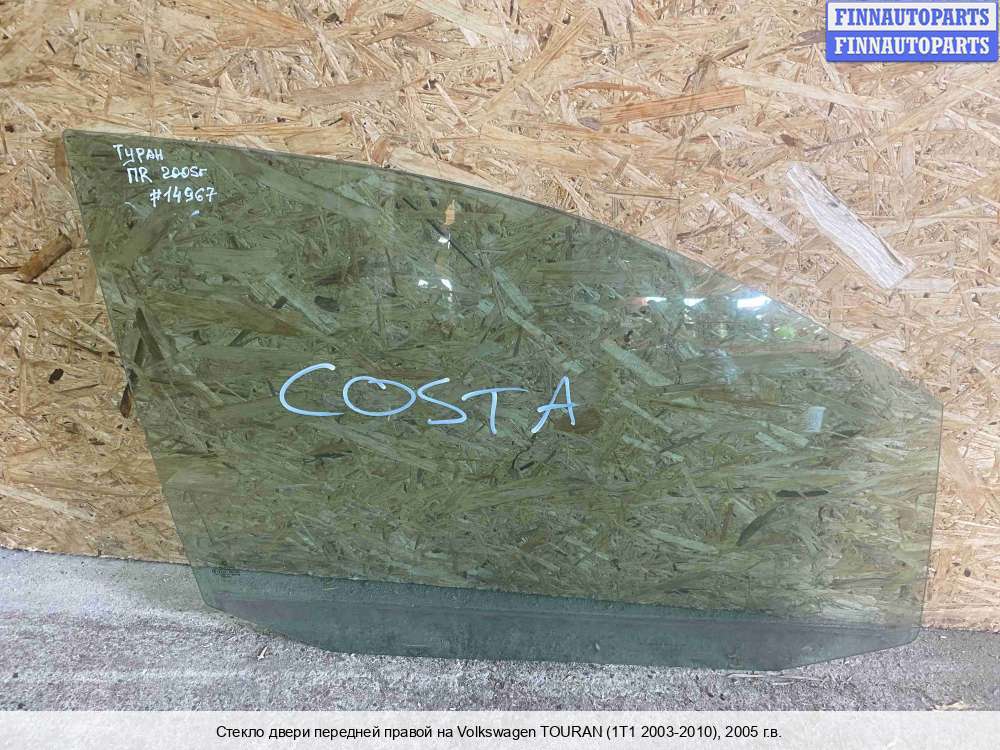 FINNAUTOPARTS
FINNAUTOPARTS
ТУРАН
ПR 2005г
#14967
COSTA
Стекло двери передней правой на Volkswagen TOURAN (1T1 2003-2010), 2005 г.в.